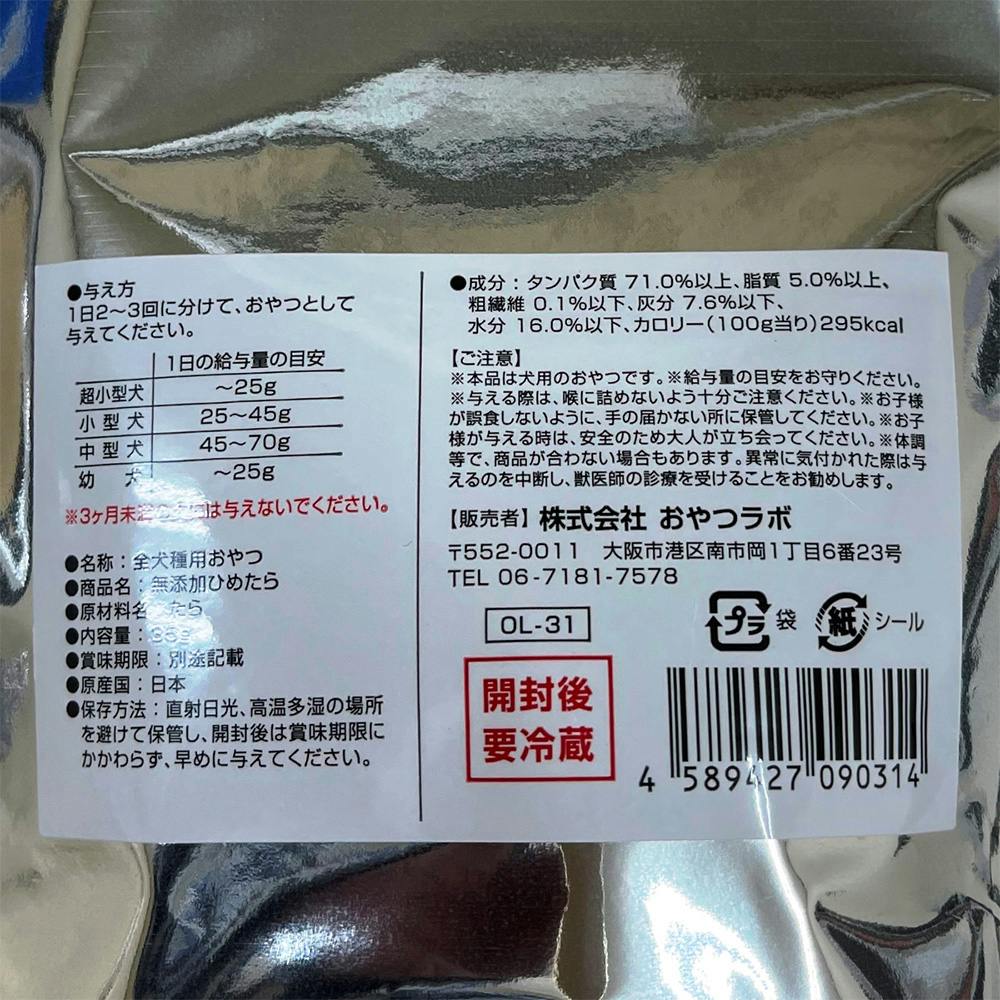 ●与え方
1日2～3回に分けて、おやつとして
与えてください。
1日の給与量の目安
超小型犬 ～25g
小型犬 25～45g
中型犬 45～70g
幼犬 ～25g
※3ヶ月未満の は与えないでください。
●名称：全犬種用おやつ
●商品名：無添加ひめたら
●原材料名 たら
●内容量：35g
●賞味期限：別途記載
●原産国：日本
●保存方法：直射日光、高温多湿の場所
を避けて保管し、開封後は賞味期限に
かかわらず、早めに与えてください。
●成分：タンパク質 71.0%以上、脂質 5.0%以上、
粗繊維 0.1%以下、灰分 7.6%以下、
水分 16.0%以下、カロリー（100g当り）295kcal
【ご注意】
※本品は犬用のおやつです。※給与量の目安をお守りください。
※与える際は、喉に詰めないよう十分ご注意ください。※お子様
が誤食しないように、手の届かない所に保管してください。※お子
様が与える時は、安全のため大人が立ち会ってください。※体調
等で、商品が合わない場合もあります。異常に気付かれた際は与
えるのを中断し、獣医師の診療を受けることをお勧めします。
【販売者】株式会社 おやつラボ
〒552-0011 大阪市港区南市岡1丁目6番23号
TEL 06-7181-7578
OL-31
プラ 袋
紙 シール
開封後
要冷蔵
4 589427 090314